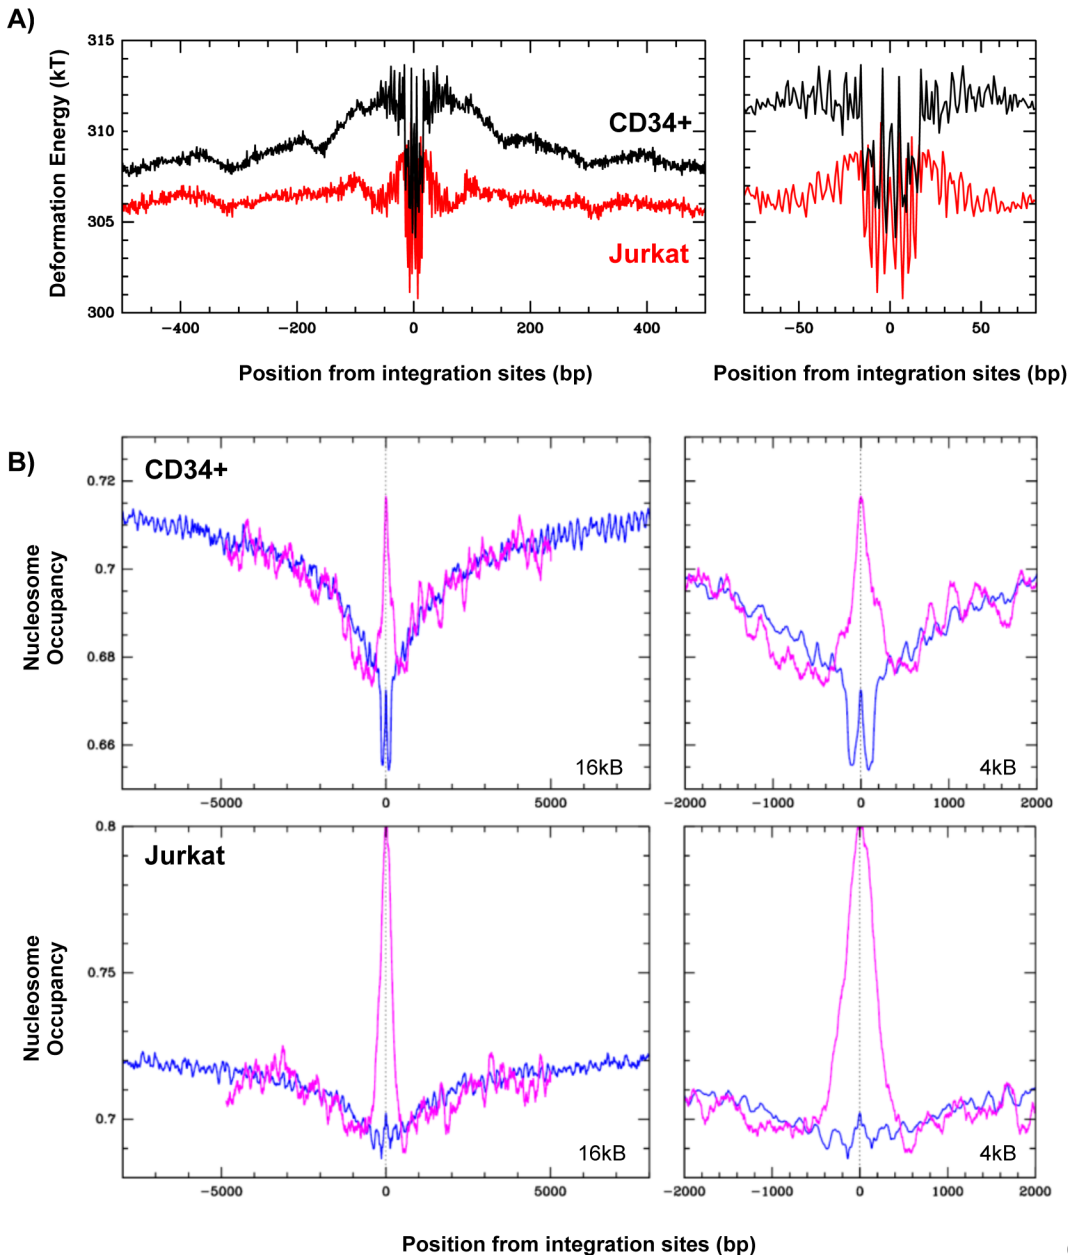 A)
Deformation Energy (kT)
315
310
305
300
CD34+
Jurkat
−400
−200
0
200
400
−50
0
50
Position from integration sites (bp)
Position from integration sites (bp)
B)
CD34+
Nucleosome
Occupancy
0.72
0.7
0.68
0.66
16kB
4kB
−5000
0
5000
−2000
−1000
0
1000
2000
Jurkat
Nucleosome
Occupancy
0.8
0.75
0.7
16kB
4kB
−5000
0
5000
−2000
−1000
0
1000
2000
Position from integration sites (bp)